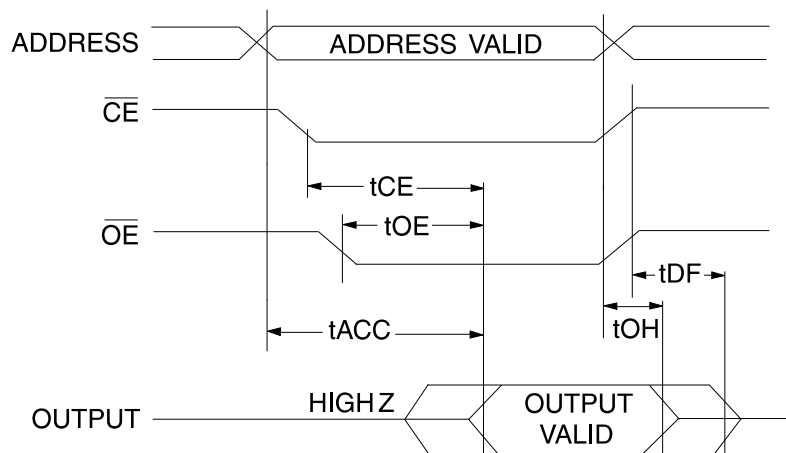 ADDRESS
ADDRESS VALID
CE
tCE
OE
tOE
tDF
tACC
tOH
HIGH Z
OUTPUT
OUTPUT
VALID